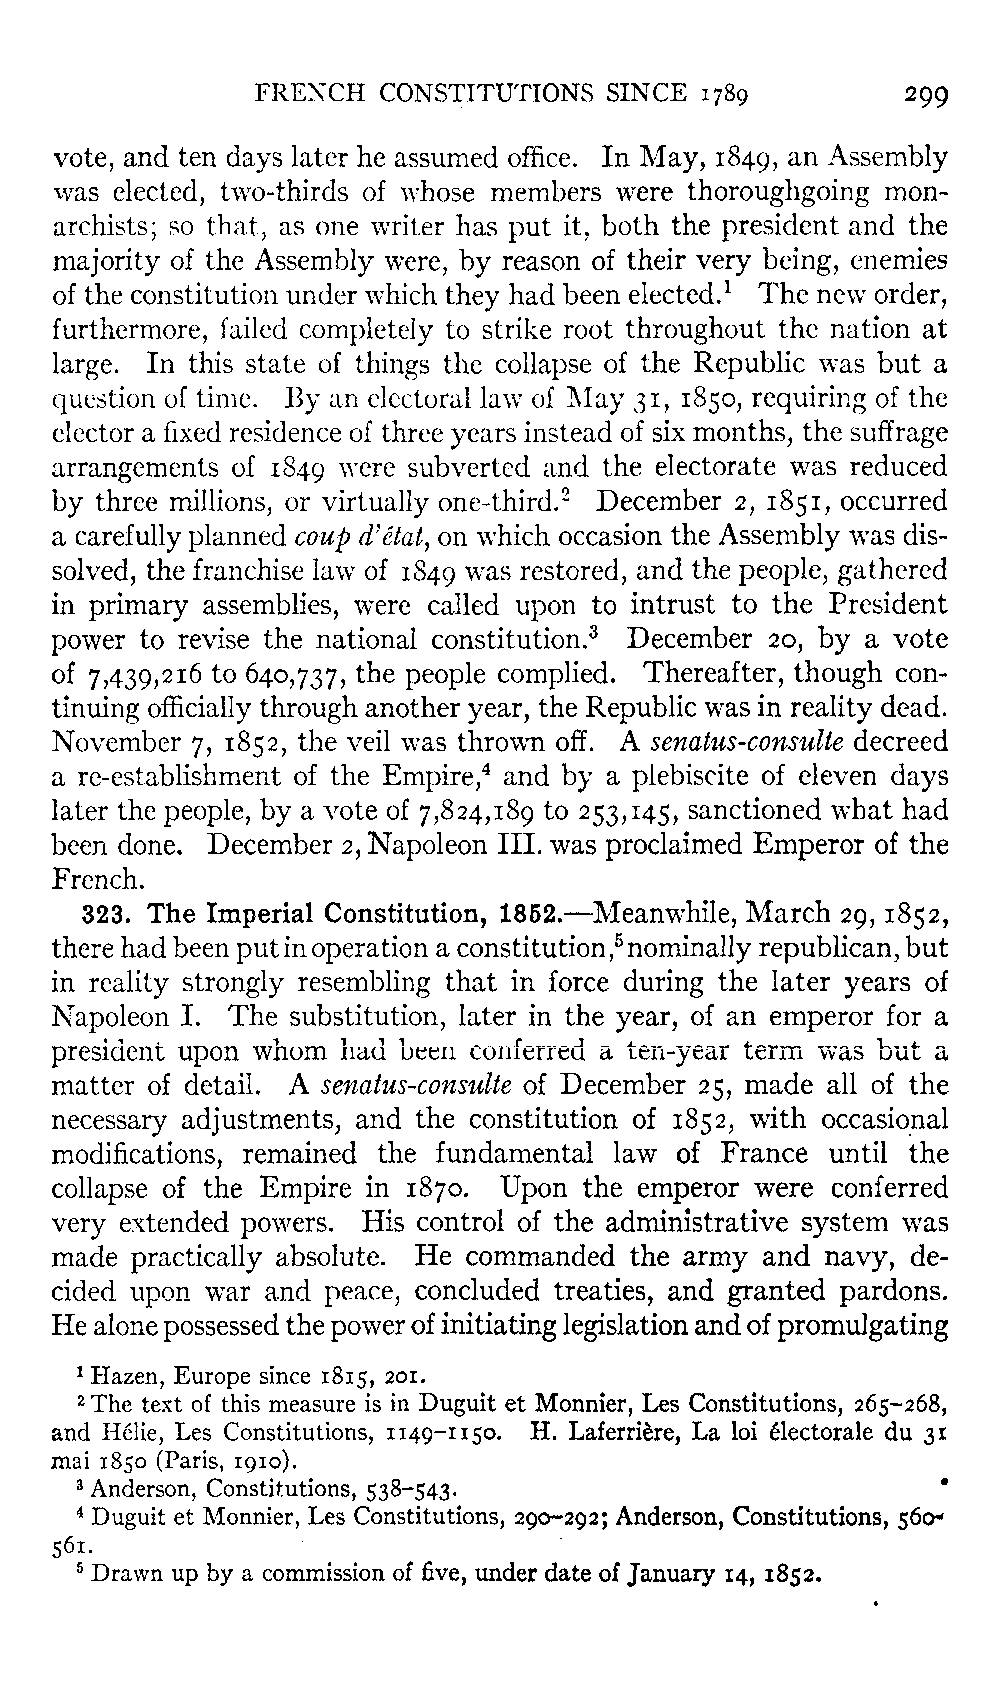 FRENCH CONSTITUTIONS SINCE 1789 299
vote, and ten days later he assumed office. In May, 1849, an Assembly
was elected, two-thirds of whose members were thoroughgoing mon-
archists; so that, as one writer has put it, both the president and the
majority of the Assembly were, by reason of their very being, enemies
of the constitution under which they had been elected.¹ The new order,
furthermore, failed completely to strike root throughout the nation at
large. In this state of things the collapse of the Republic was but a
question of time. By an electoral law of May 31, 1850, requiring of the
elector a fixed residence of three years instead of six months, the suffrage
arrangements of 1849 were subverted and the electorate was reduced
by three millions, or virtually one-third.² December 2, 1851, occurred
a carefully planned coup d'état, on which occasion the Assembly was dis-
solved, the franchise law of 1849 was restored, and the people, gathered
in primary assemblies, were called upon to intrust to the President
power to revise the national constitution.³ December 20, by a vote
of 7,439,216 to 640,737, the people complied. Thereafter, though con-
tinuing officially through another year, the Republic was in reality dead.
November 7, 1852, the veil was thrown off. A senatus-consulte decreed
a re-establishment of the Empire,⁴ and by a plebiscite of eleven days
later the people, by a vote of 7,824,189 to 253,145, sanctioned what had
been done. December 2, Napoleon III. was proclaimed Emperor of the
French.
323. The Imperial Constitution, 1852.—Meanwhile, March 29, 1852,
there had been put in operation a constitution,⁵ nominally republican, but
in reality strongly resembling that in force during the later years of
Napoleon I. The substitution, later in the year, of an emperor for a
president upon whom had been conferred a ten-year term was but a
matter of detail. A senatus-consulte of December 25, made all of the
necessary adjustments, and the constitution of 1852, with occasional
modifications, remained the fundamental law of France until the
collapse of the Empire in 1870. Upon the emperor were conferred
very extended powers. His control of the administrative system was
made practically absolute. He commanded the army and navy, de-
cided upon war and peace, concluded treaties, and granted pardons.
He alone possessed the power of initiating legislation and of promulgating
¹ Hazen, Europe since 1815, 201.
² The text of this measure is in Duguit et Monnier, Les Constitutions, 265–268,
and Hélie, Les Constitutions, 1149–1150. H. Laferrière, La loi électorale du 31
mai 1850 (Paris, 1910).
³ Anderson, Constitutions, 538–543.
⁴ Duguit et Monnier, Les Constitutions, 290–292; Anderson, Constitutions, 560–
561.
⁵ Drawn up by a commission of five, under date of January 14, 1852.